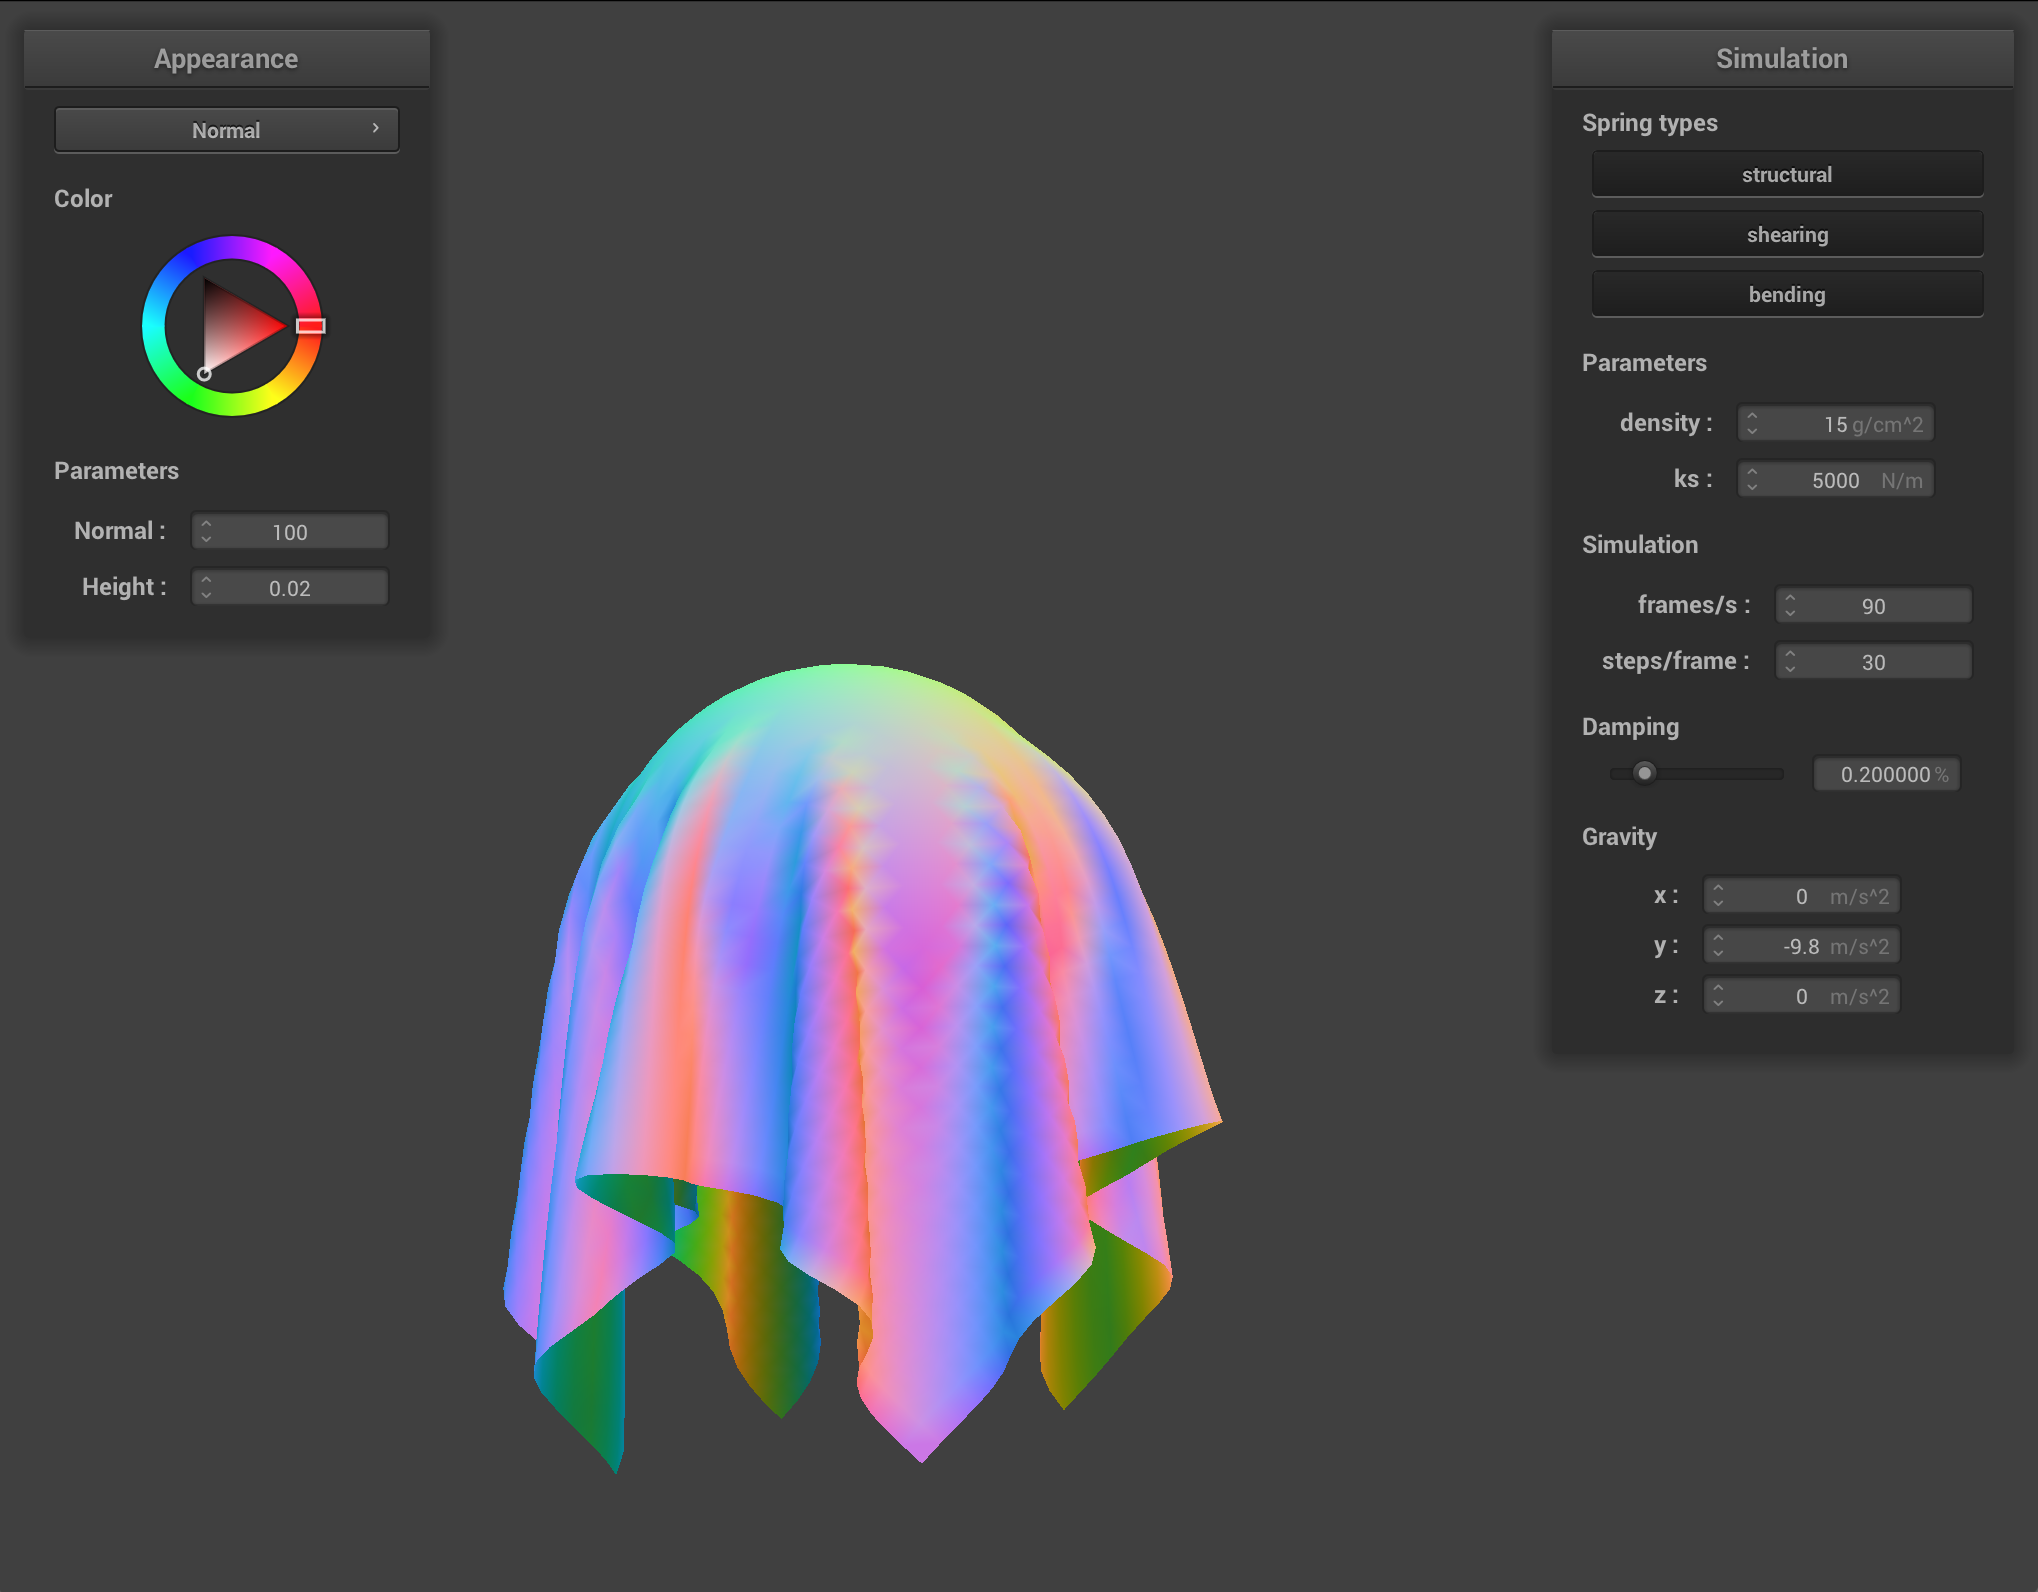 Appearance
Normal
Color
Parameters
Normal : 100
Height : 0.02
Simulation
Spring types
structural
shearing
bending
Parameters
density : 15 g/cm^2
ks : 5000 N/m
Simulation
frames/s : 90
steps/frame : 30
Damping
0.200000 %
Gravity
x : 0 m/s^2
y : -9.8 m/s^2
z : 0 m/s^2